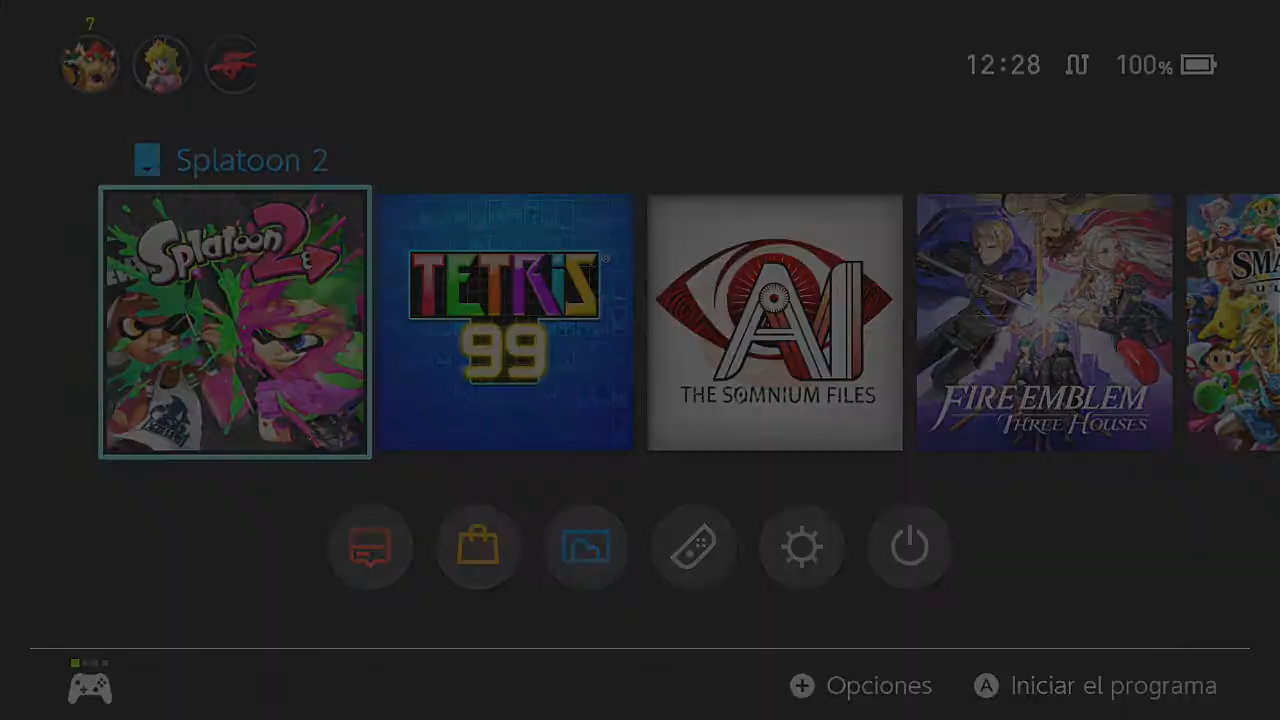 7
12:28 100%
Splatoon 2
Splatoon 2
TETRIS®
99
AI
THE SOMNIUM FILES
FIRE EMBLEM
THREE HOUSES
SMA
Opciones
A Iniciar el programa